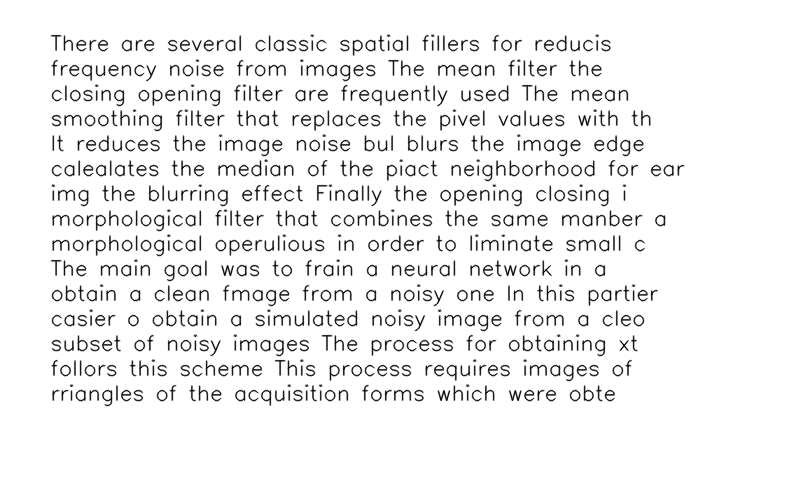 There are several classic spatial fillers for reducis
frequency noise from images The mean filter the
closing opening filter are frequently used The mean
smoothing filter that replaces the pivel values with th
It reduces the image noise bul blurs the image edge
calealates the median of the piact neighborhood for ear
img the blurring effect Finally the opening closing i
morphological filter that combines the same manber a
morphological operulious in order to liminate small c
The main goal was to frain a neural network in a
obtain a clean fmage from a noisy one In this partier
casier o obtain a simulated noisy image from a cleo
subset of noisy images The process for obtaining xt
follors this scheme This process requires images of
rriangles of the acquisition forms which were obte